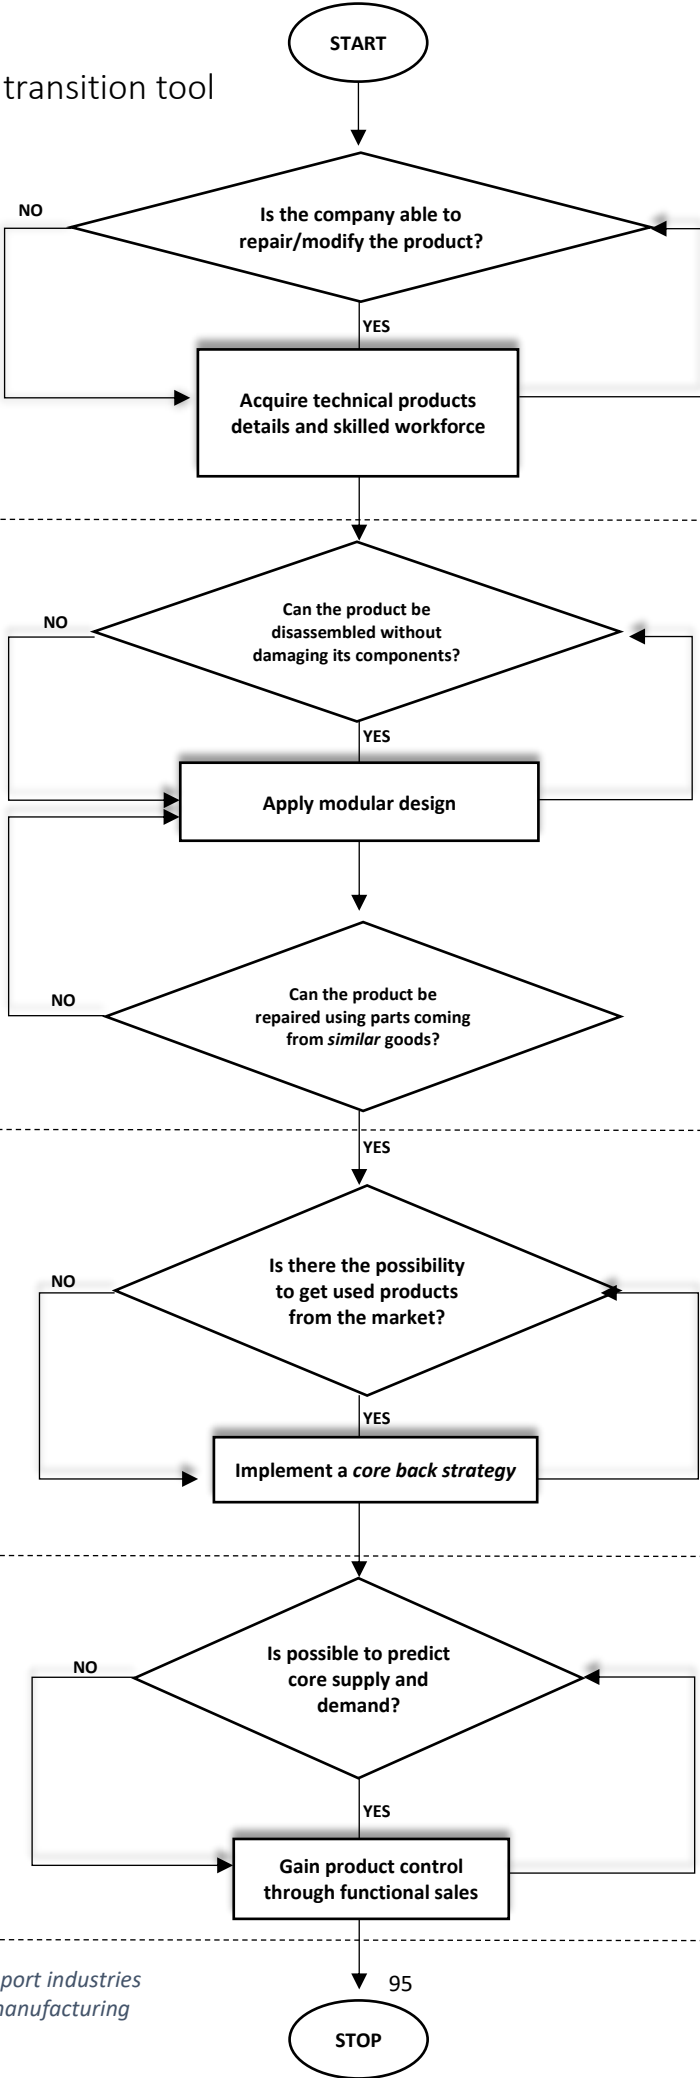 START
transition tool
NO
Is the company able to
repair/modify the product?
YES
Acquire technical products
details and skilled workforce
NO
Can the product be
disassembled without
damaging its components?
YES
Apply modular design
NO
Can the product be
repaired using parts coming
from similar goods?
YES
NO
Is there the possibility
to get used products
from the market?
YES
Implement a core back strategy
NO
Is possible to predict
core supply and
demand?
YES
Gain product control
through functional sales
port industries
95
manufacturing
STOP